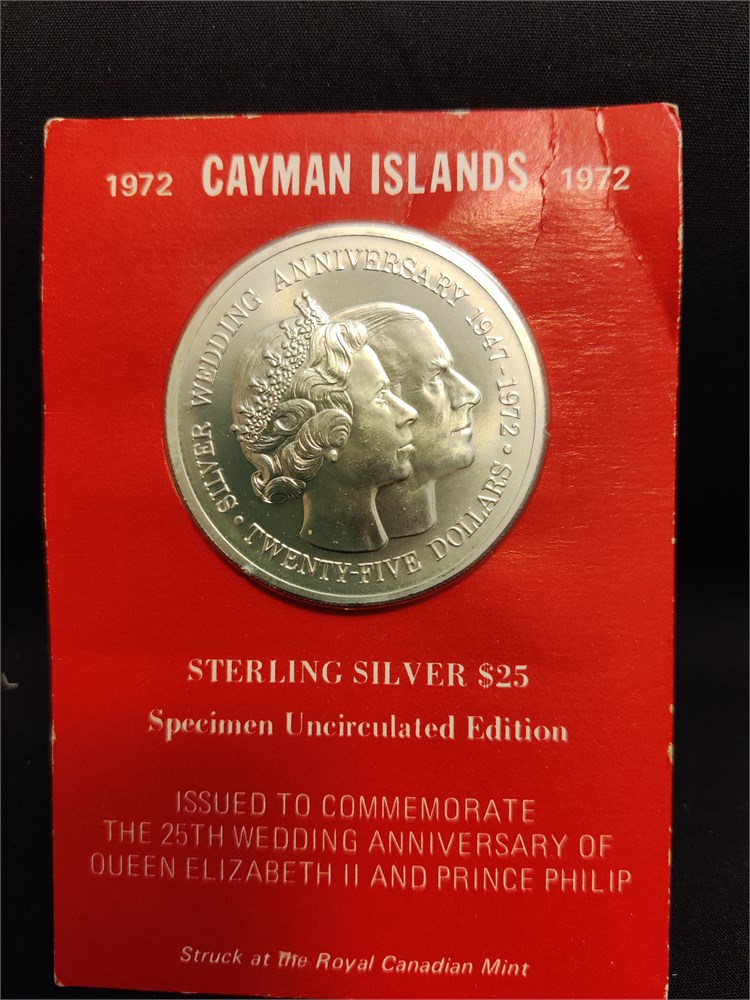 1972 CAYMAN ISLANDS 1972
SILVER WEDDING ANNIVERSARY 1947-1972 ·
· TWENTY-FIVE DOLLARS ·
STERLING SILVER $25
Specimen Uncirculated Edition
ISSUED TO COMMEMORATE
THE 25TH WEDDING ANNIVERSARY OF
QUEEN ELIZABETH II AND PRINCE PHILIP
Struck at the Royal Canadian Mint